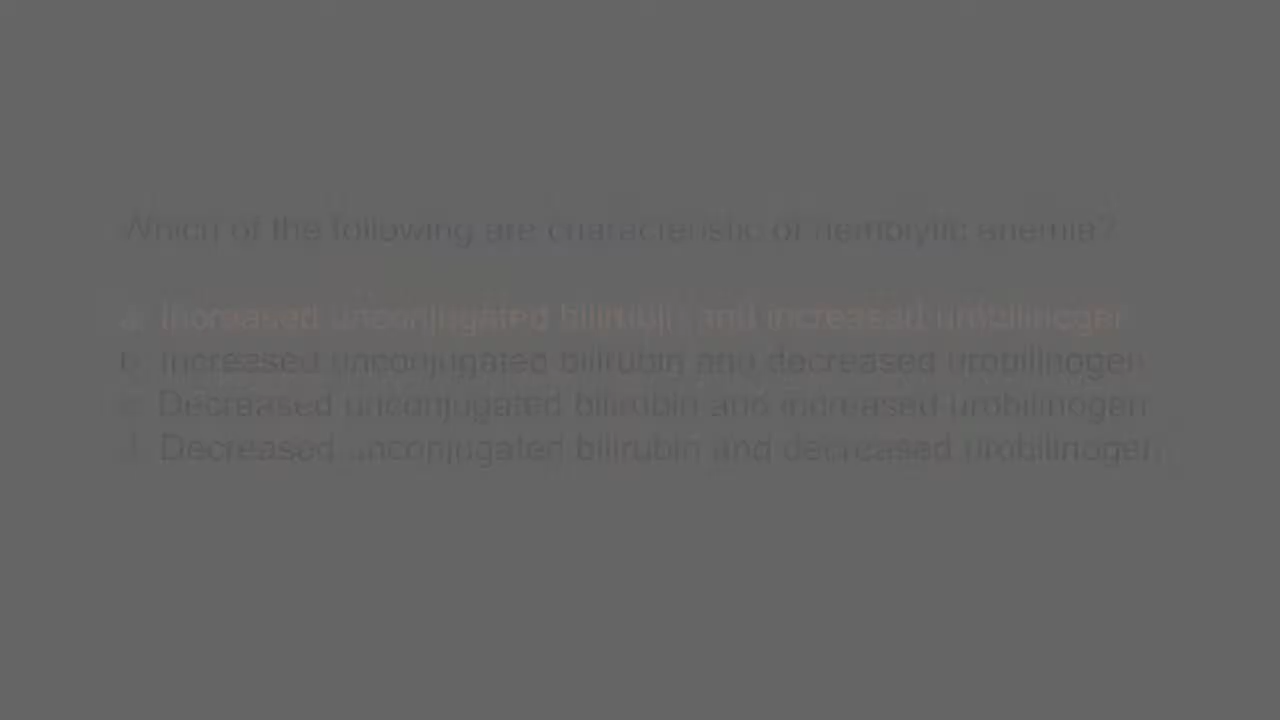 Which of the following are characteristic of hemolytic anemia?
a. Increased unconjugated bilirubin and increased urobilinogen
b. Increased unconjugated bilirubin and decreased urobilinogen
c. Decreased unconjugated bilirubin and increased urobilinogen
d. Decreased unconjugated bilirubin and decreased urobilinogen